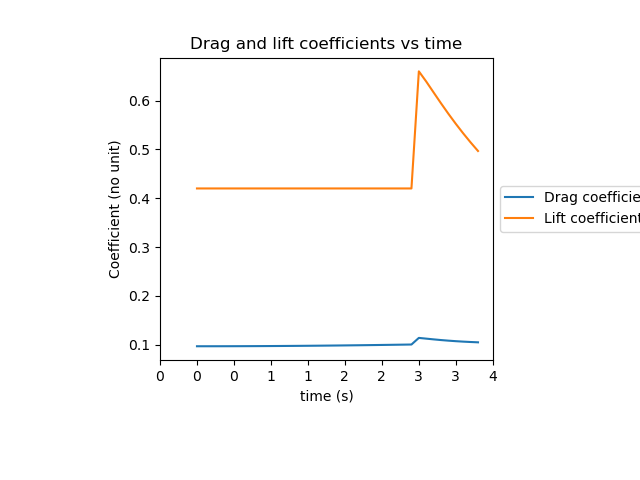 Drag and lift coefficients vs time
Coefficient (no unit)
0.6
0.5
0.4
0.3
0.2
0.1
0 0 0 1 1 2 2 3 3 4
time (s)
Drag coefficie
Lift coefficient